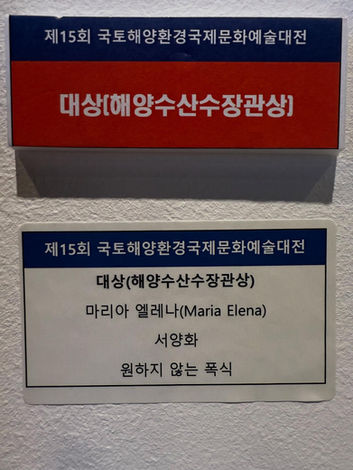 제15회 국토해양환경국제문화예술대전
대상(해양수산수장관상)
제15회 국토해양환경국제문화예술대전
대상(해양수산수장관상)
마리아 엘레나(Maria Elena)
서양화
원하지 않는 폭식